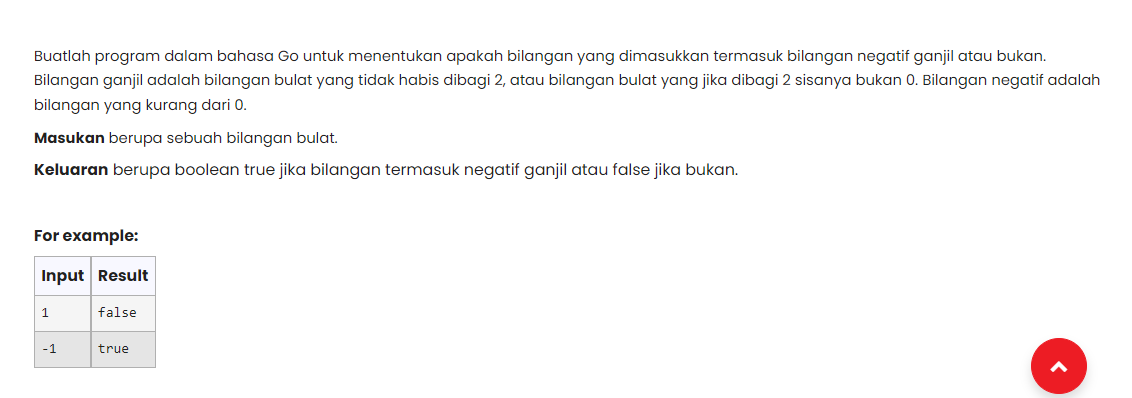 Buatlah program dalam bahasa Go untuk menentukan apakah bilangan yang dimasukkan termasuk bilangan negatif ganjil atau bukan.
Bilangan ganjil adalah bilangan bulat yang tidak habis dibagi 2, atau bilangan bulat yang jika dibagi 2 sisanya bukan 0. Bilangan negatif adalah
bilangan yang kurang dari 0.
Masukan berupa sebuah bilangan bulat.
Keluaran berupa boolean true jika bilangan termasuk negatif ganjil atau false jika bukan.
For example:
Input Result
1 false
-1 true